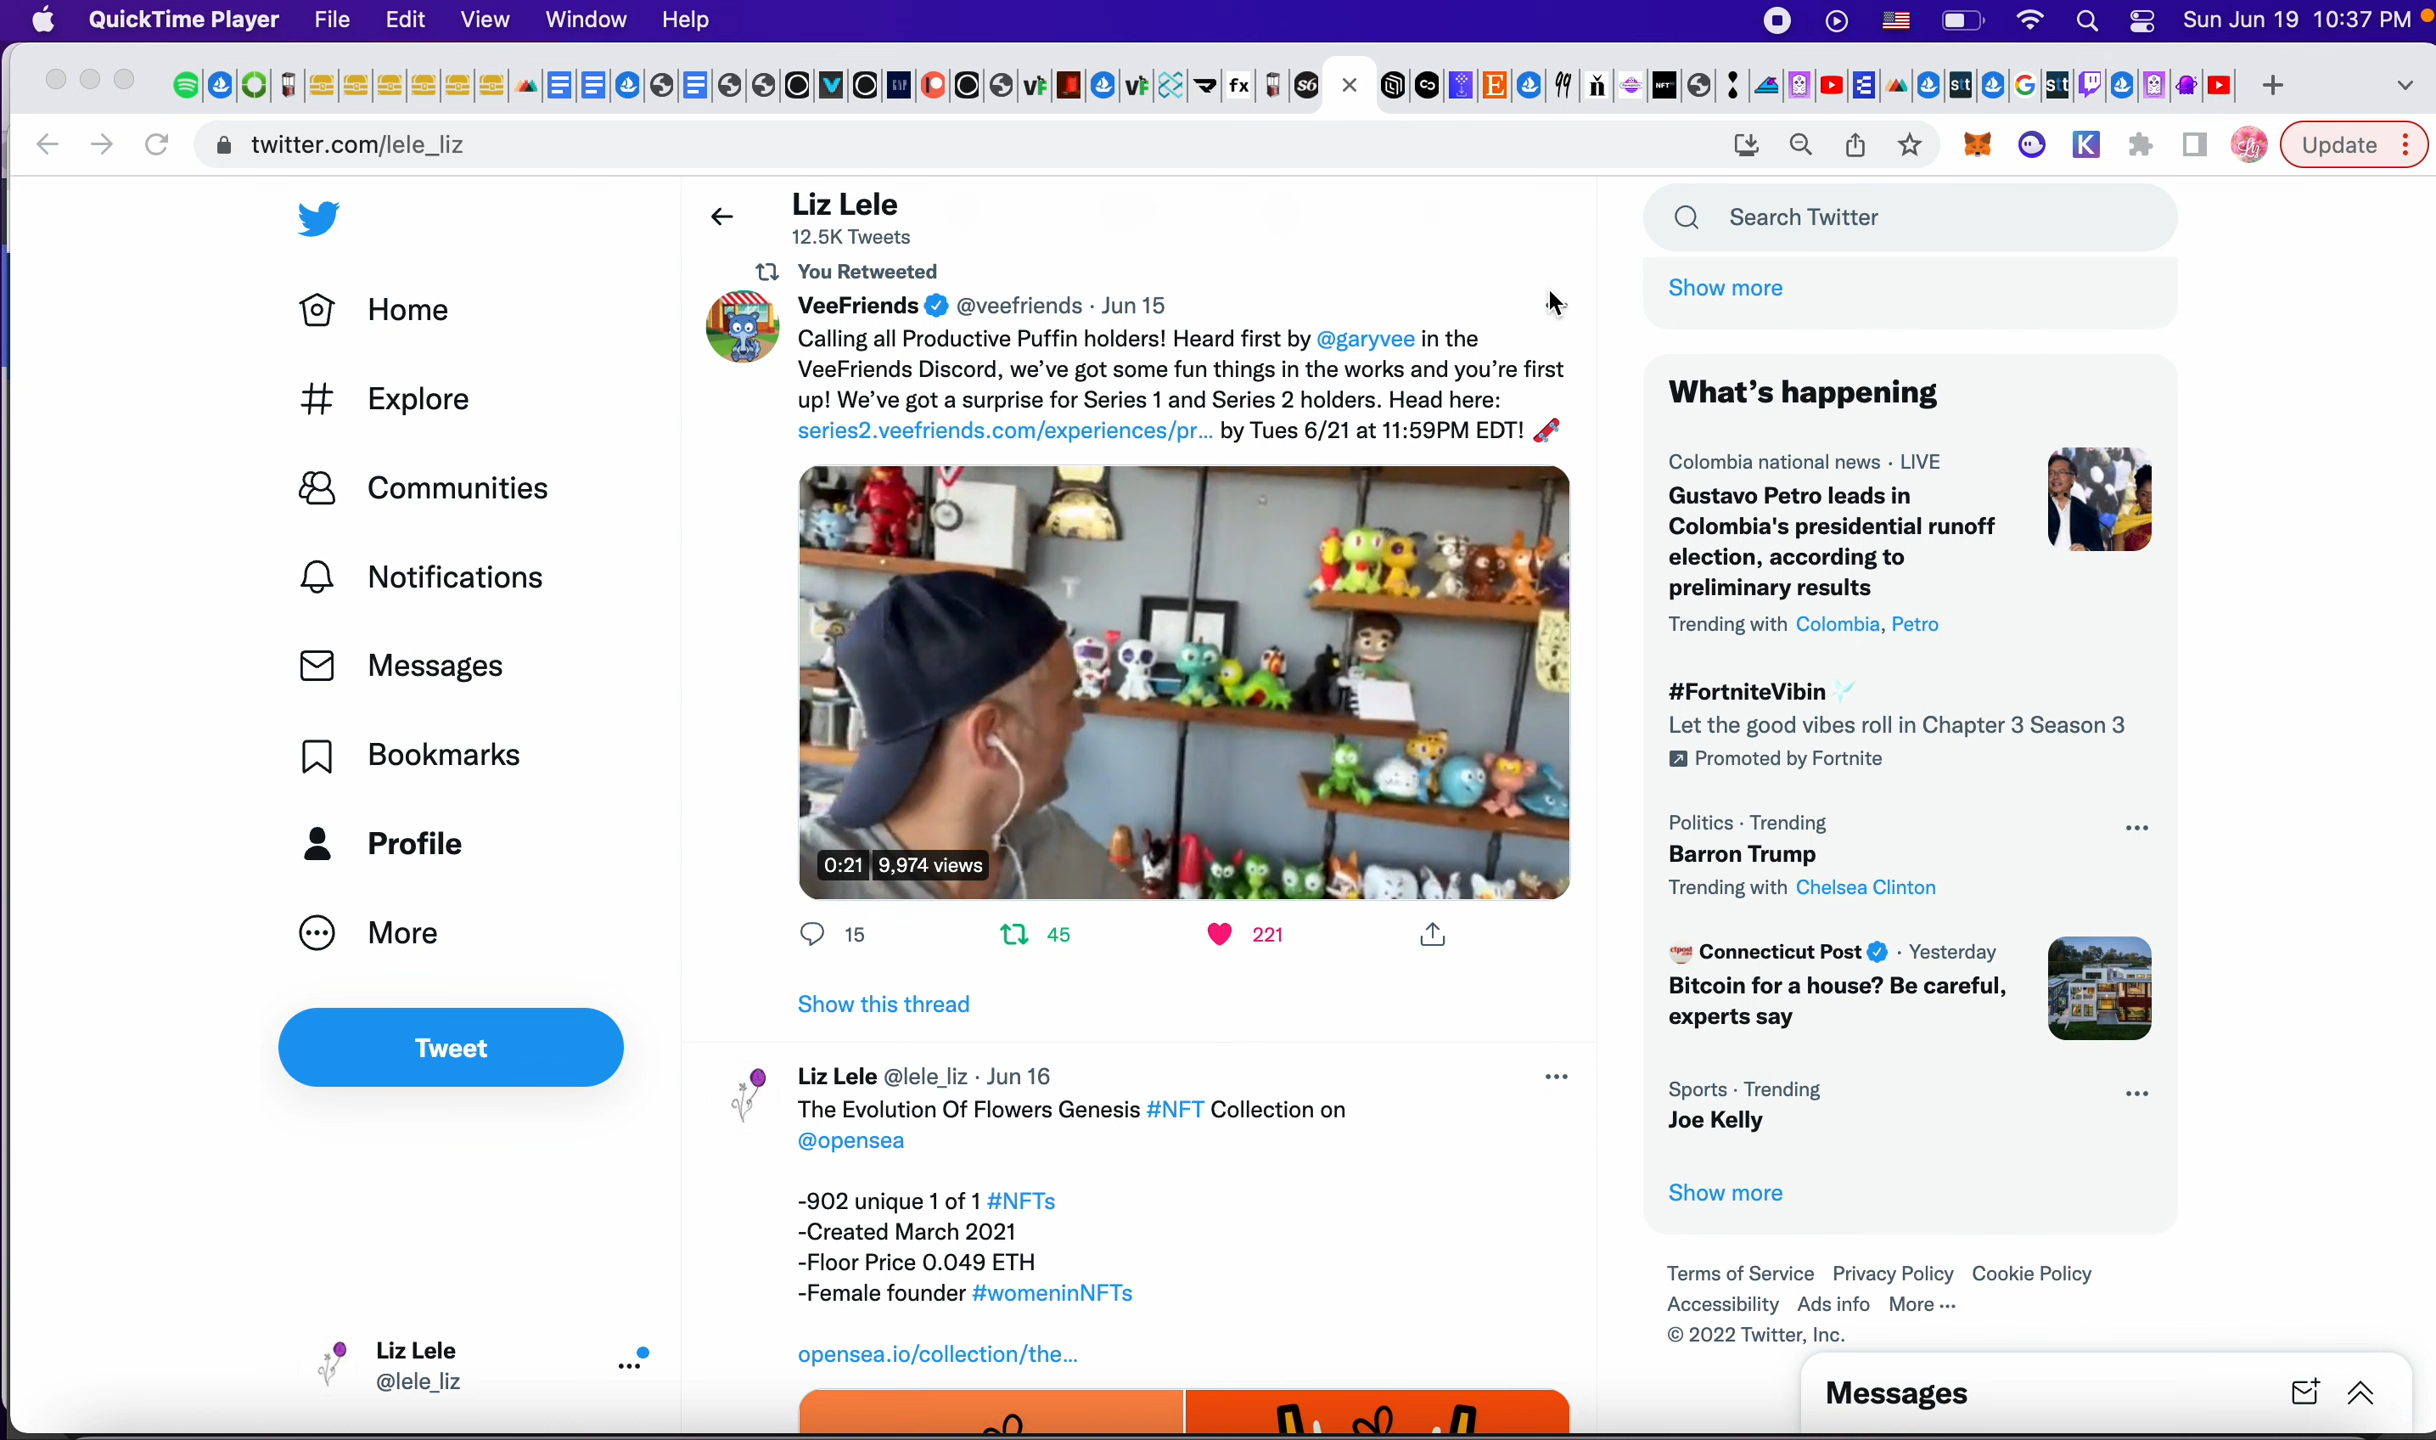 QuickTime Player File Edit View Window Help Sun Jun 19 10:37 PM
twitter.com/lele_liz
Update
Home
Explore
Communities
Notifications
Messages
Bookmarks
Profile
More
Tweet
Liz Lele
@lele_liz
Liz Lele
12.5K Tweets
You Retweeted
VeeFriends @veefriends · Jun 15
Calling all Productive Puffin holders! Heard first by @garyvee in the
VeeFriends Discord, we've got some fun things in the works and you're first
up! We've got a surprise for Series 1 and Series 2 holders. Head here:
series2.veefriends.com/experiences/pr... by Tues 6/21 at 11:59PM EDT! 🛹
0:21 9,974 views
15 45 221
Show this thread
Liz Lele @lele_liz · Jun 16
The Evolution Of Flowers Genesis #NFT Collection on
@opensea
-902 unique 1 of 1 #NFTs
-Created March 2021
-Floor Price 0.049 ETH
-Female founder #womeninNFTs
opensea.io/collection/the...
Search Twitter
Show more
What's happening
Colombia national news · LIVE
Gustavo Petro leads in
Colombia's presidential runoff
election, according to
preliminary results
Trending with Colombia, Petro
#FortniteVibin
Let the good vibes roll in Chapter 3 Season 3
Promoted by Fortnite
Politics · Trending
Barron Trump
Trending with Chelsea Clinton
Connecticut Post · Yesterday
Bitcoin for a house? Be careful,
experts say
Sports · Trending
Joe Kelly
Show more
Terms of Service Privacy Policy Cookie Policy
Accessibility Ads info More ···
© 2022 Twitter, Inc.
Messages